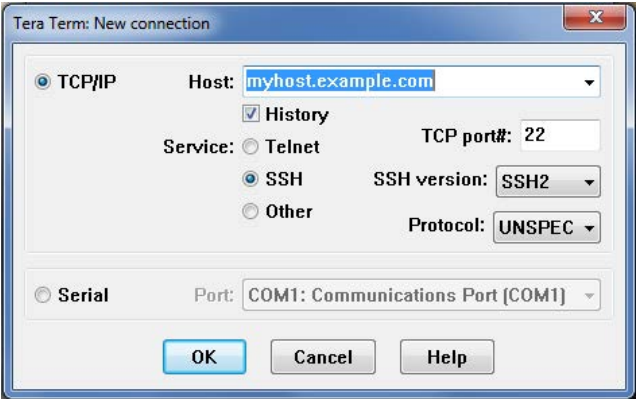 Tera Term: New connection
TCP/IP
Host: myhost.example.com
History
Service: Telnet
TCP port#: 22
SSH
SSH version: SSH2
Other
Protocol: UNSPEC
Serial
Port: COM1: Communications Port (COM1)
OK
Cancel
Help